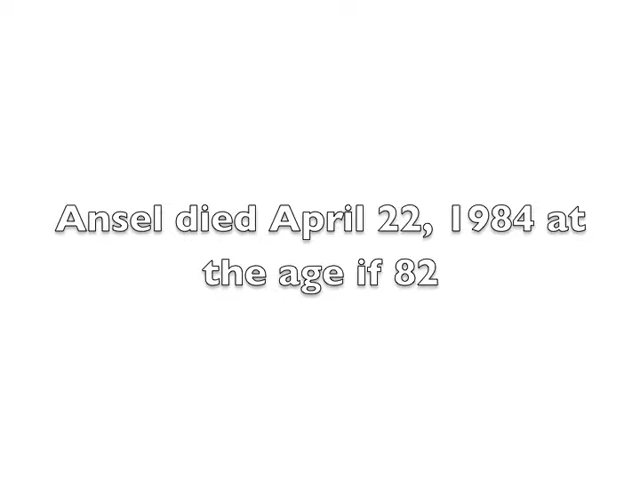 Ansel died April 22, 1984 at
the age if 82